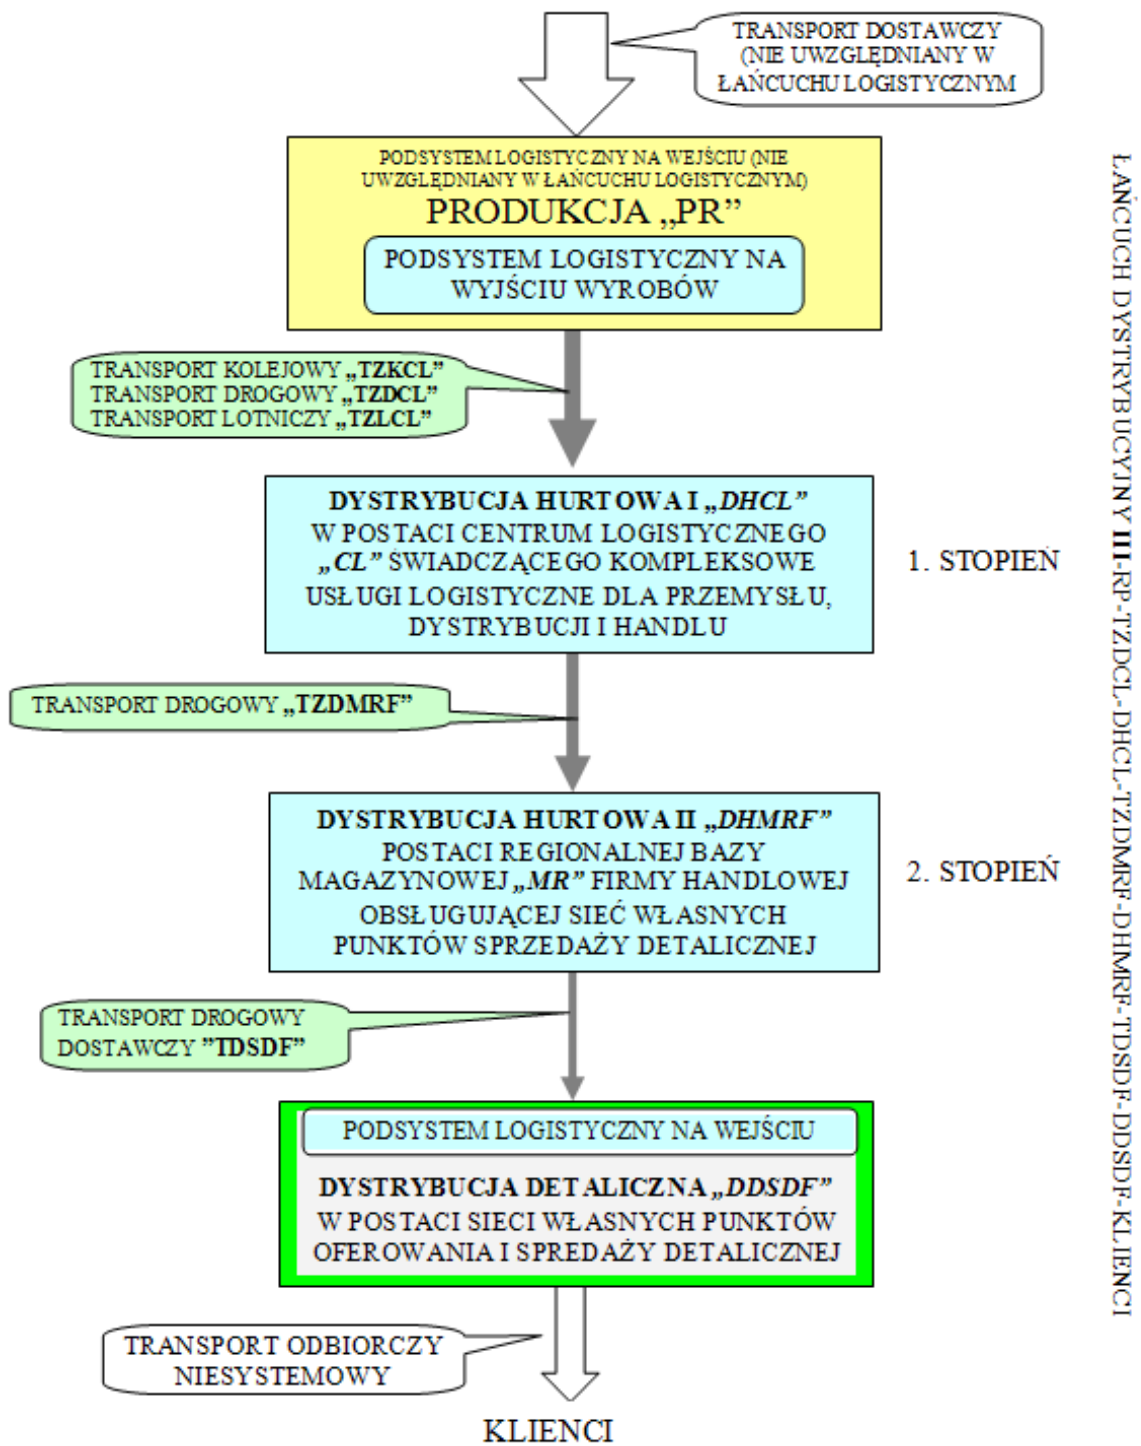 TRANSPORT DOSTAWCZY
(NIE UWZGLĘDNIANY W
ŁAŃCUCHU LOGISTYCZNYM
PODSYSTEM LOGISTYCZNY NA WEJŚCIU (NIE
UWZGLĘDNIANY W ŁAŃCUCHU LOGISTYCZNYM)
PRODUKCJA „PR”
PODSYSTEM LOGISTYCZNY NA
WYJŚCIU WYROBÓW
TRANSPORT KOLEJOWY „TZKCL”
TRANSPORT DROGOWY „TZDCL”
TRANSPORT LOTNICZY „TZLCL”
DYSTRYBUCJA HURTOWA I „DHCL”
W POSTACI CENTRUM LOGISTYCZNEGO
„CL” ŚWIADCZĄCEGO KOMPLEKSOWE
USŁUGI LOGISTYCZNE DLA PRZEMYSŁU,
DYSTRYBUCJI I HANDLU
1. STOPIEŃ
TRANSPORT DROGOWY „TZDMRF”
DYSTRYBUCJA HURTOWA II „DHMRF”
POSTACI REGIONALNEJ BAZY
MAGAZYNOWEJ „MR” FIRMY HANDLOWEJ
OBSŁUGUJĄCEJ SIEĆ WŁASNYCH
PUNKTÓW SPRZEDAŻY DETALICZNEJ
2. STOPIEŃ
TRANSPORT DROGOWY
DOSTAWCZY ”TDSDF”
PODSYSTEM LOGISTYCZNY NA WEJŚCIU
DYSTRYBUCJA DETALICZNA „DDSDF”
W POSTACI SIECI WŁASNYCH PUNKTÓW
OFEROWANIA I SPREDAŻY DETALICZNEJ
TRANSPORT ODBIORCZY
NIESYSTEMOWY
KLIENCI
ŁAŃCUCH DYSTRYBUCYJNY III-RP-TZDCL-DHCL-TZDMRF-DHMRF-TDSDF-DDSDF-KLIENCI